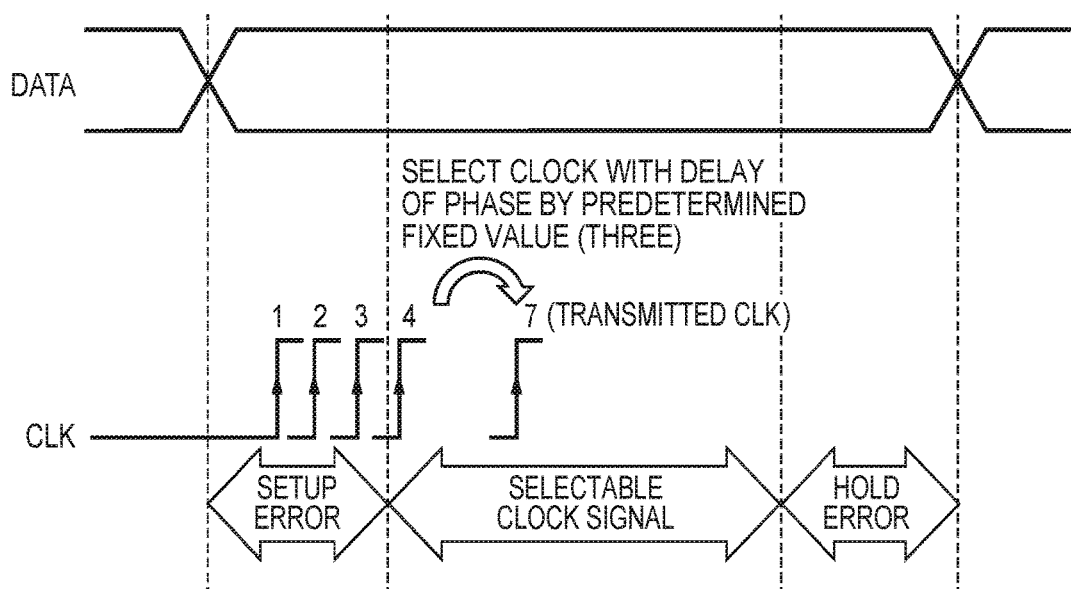 DATA
SELECT CLOCK WITH DELAY
OF PHASE BY PREDETERMINED
FIXED VALUE (THREE)
1 2 3 4 7 (TRANSMITTED CLK)
CLK
SETUP
ERROR
SELECTABLE
CLOCK SIGNAL
HOLD
ERROR